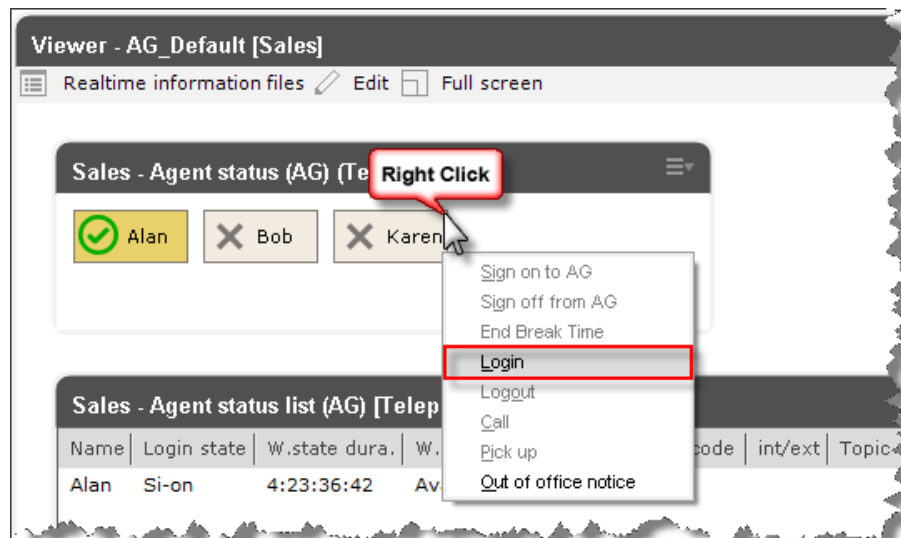 Viewer - AG_Default [Sales]
Realtime information files Edit Full screen
Sales - Agent status (AG) (Te
Right Click
Alan Bob Karen
Sign on to AG
Sign off from AG
End Break Time
Login
Logout
Call
Pick up
Out of office notice
Sales - Agent status list (AG) [Telep
Name Login state W.state dura. W. code int/ext Topic
Alan Si-on 4:23:36:42 Av